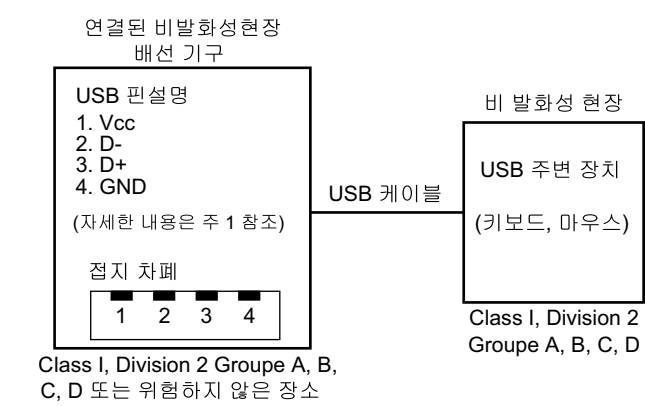 연결된 비발화성현장
배선 기구
USB 핀설명
1. Vcc
2. D-
3. D+
4. GND
(자세한 내용은 주 1 참조)
접지 차폐
1 2 3 4
Class I, Division 2 Groupe A, B,
C, D 또는 위험하지 않은 장소
USB 케이블
비 발화성 현장
USB 주변 장치
(키보드, 마우스)
Class I, Division 2
Groupe A, B, C, D